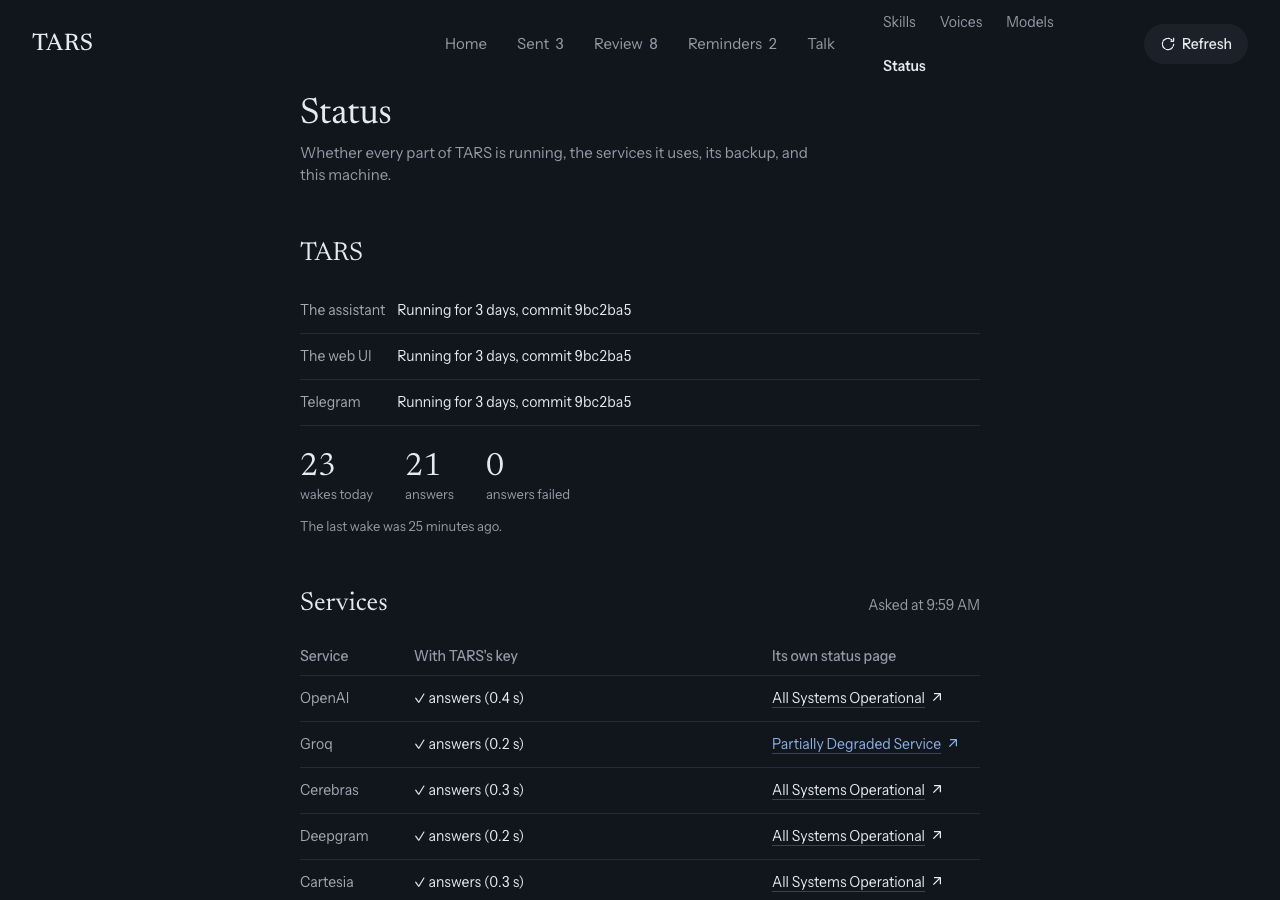 TARS
Home Sent 3 Review 8 Reminders 2 Talk
Skills Voices Models
Status
Refresh
Status
Whether every part of TARS is running, the services it uses, its backup, and
this machine.
TARS
The assistant Running for 3 days, commit 9bc2ba5
The web UI Running for 3 days, commit 9bc2ba5
Telegram Running for 3 days, commit 9bc2ba5
23 21 0
wakes today answers answers failed
The last wake was 25 minutes ago.
Services Asked at 9:59 AM
Service With TARS's key Its own status page
OpenAI ✓ answers (0.4 s) All Systems Operational ↗
Groq ✓ answers (0.2 s) Partially Degraded Service ↗
Cerebras ✓ answers (0.3 s) All Systems Operational ↗
Deepgram ✓ answers (0.2 s) All Systems Operational ↗
Cartesia ✓ answers (0.3 s) All Systems Operational ↗